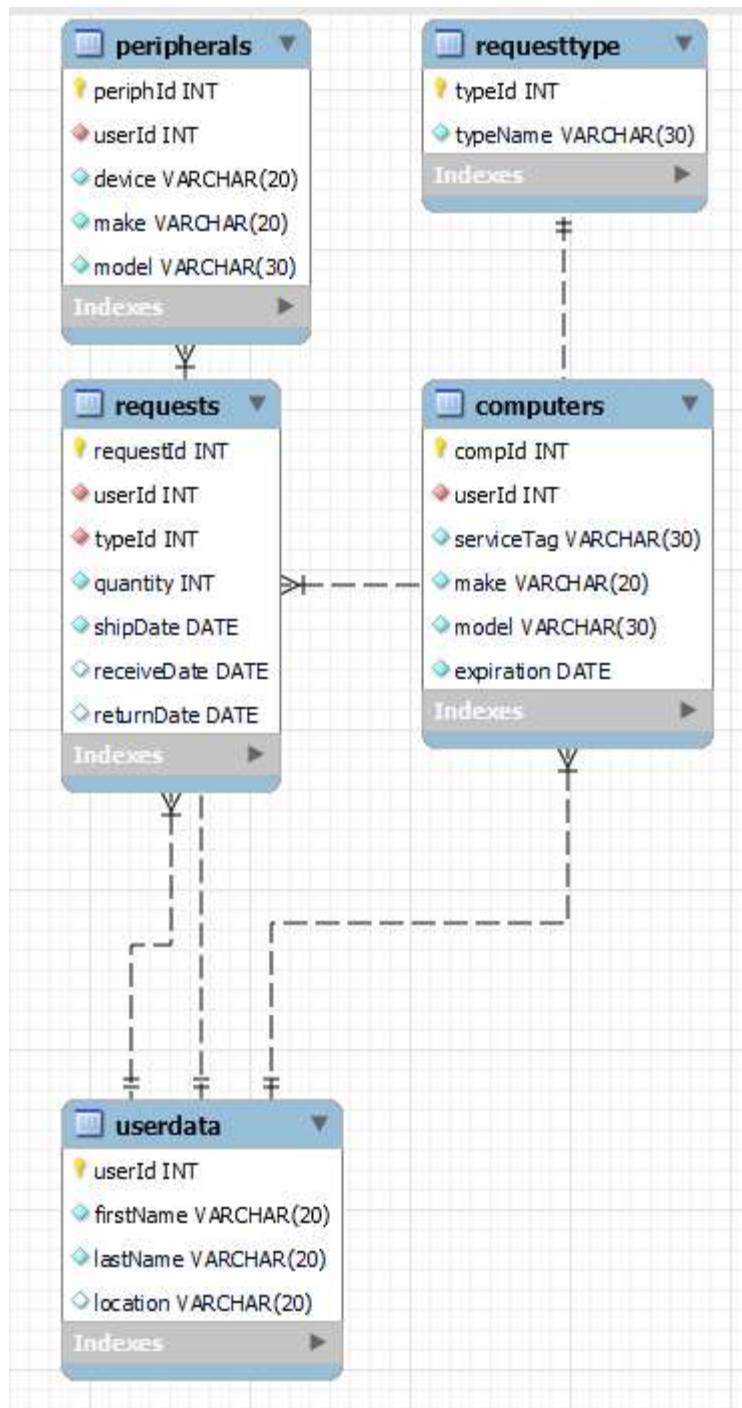 peripherals
periphId INT
userId INT
device VARCHAR(20)
make VARCHAR(20)
model VARCHAR(30)
Indexes
requesttype
typeId INT
typeName VARCHAR(30)
Indexes
requests
requestId INT
userId INT
typeId INT
quantity INT
shipDate DATE
receiveDate DATE
returnDate DATE
Indexes
computers
compId INT
userId INT
serviceTag VARCHAR(30)
make VARCHAR(20)
model VARCHAR(30)
expiration DATE
Indexes
userdata
userId INT
firstName VARCHAR(20)
lastName VARCHAR(20)
location VARCHAR(20)
Indexes